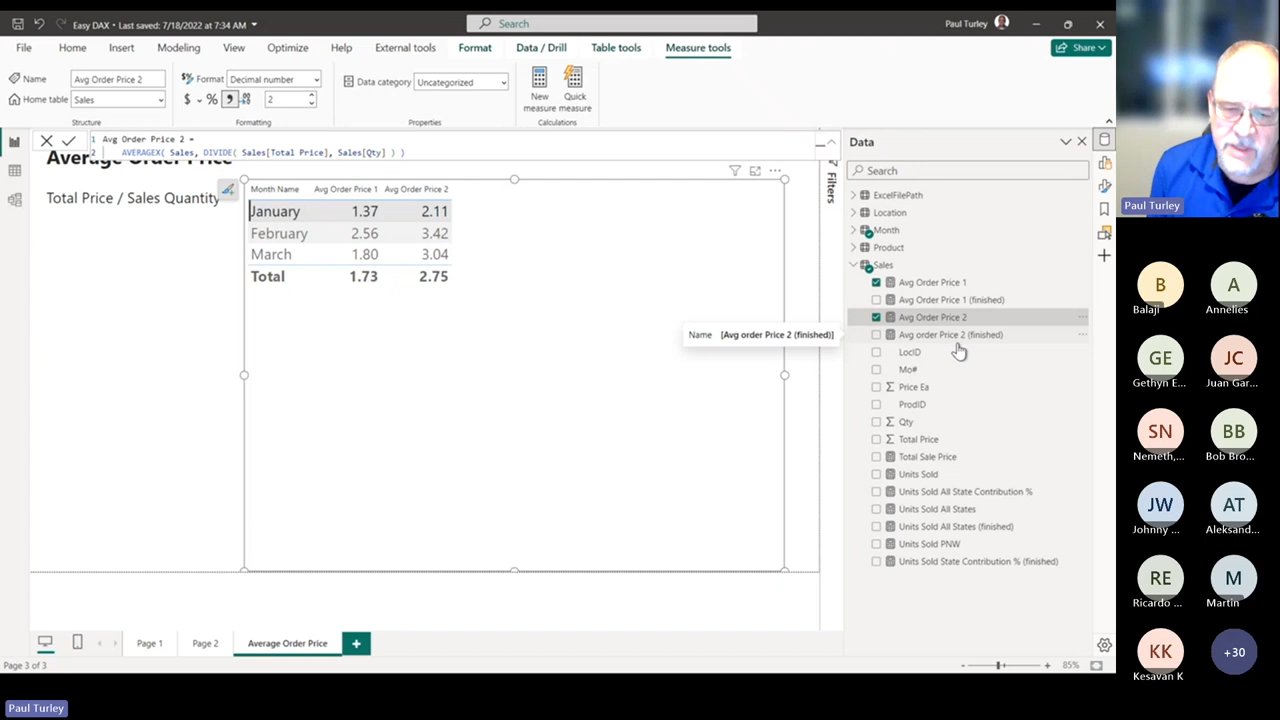 Easy DAX • Last saved: 7/18/2022 at 7:34 AM
Search
Paul Turley
File Home Insert Modeling View Optimize Help External tools Format Data / Drill Table tools Measure tools
Share
Name Avg Order Price 2
Home table Sales
Structure
Format Decimal number
$ % 2
Formatting
Data category Uncategorized
Properties
New measure
Quick measure
Calculations
1 Avg Order Price 2 =
2 AVERAGEX( Sales, DIVIDE( Sales[Total Price], Sales[Qty] ) )
Average Order Price
Total Price / Sales Quantity
Month Name Avg Order Price 1 Avg Order Price 2
January 1.37 2.11
February 2.56 3.42
March 1.80 3.04
Total 1.73 2.75
Name [Avg order Price 2 (finished)]
Filters
Data
Search
ExcelFilePath
Location
Month
Product
Sales
Avg Order Price 1
Avg Order Price 1 (finished)
Avg Order Price 2
Avg order Price 2 (finished)
LocID
Mo#
Price Ea
ProdID
Qty
Total Price
Total Sale Price
Units Sold
Units Sold All State Contribution %
Units Sold All States
Units Sold All States (finished)
Units Sold PNW
Units Sold State Contribution % (finished)
Page 1 Page 2 Average Order Price
Page 3 of 3
85%
Paul Turley
B
Balaji
A
Annelies
GE
Gethyn E...
JC
Juan Gar...
SN
Nemeth,...
BB
Bob Bro...
JW
Johnny ...
AT
Aleksand...
RE
Ricardo ...
M
Martin
KK
Kesavan K
+30
Paul Turley